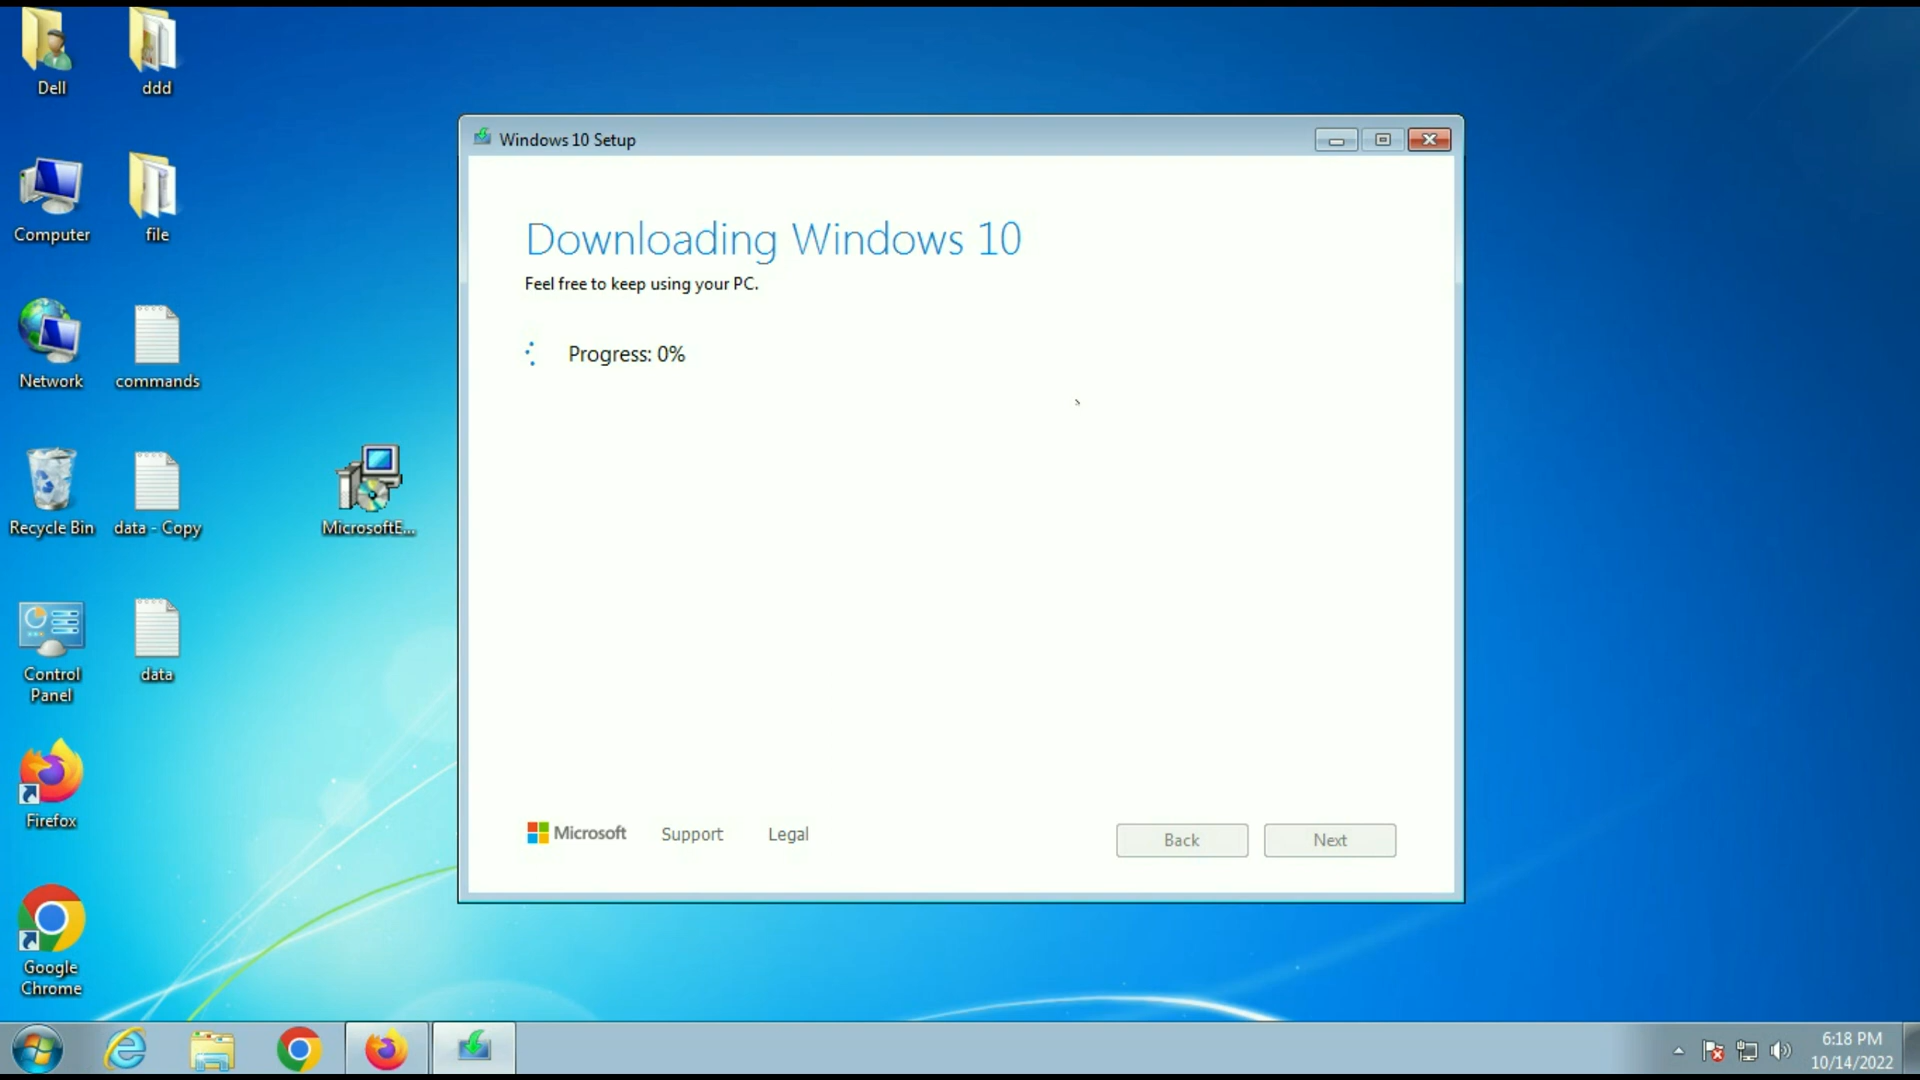 Dell
ddd
Computer
file
Network
commands
Recycle Bin
data - Copy
MicrosoftE...
Control
Panel
data
Firefox
Google
Chrome
Windows 10 Setup
Downloading Windows 10
Feel free to keep using your PC.
Progress: 0%
Microsoft
Support
Legal
Back
Next
6:18 PM
10/14/2022